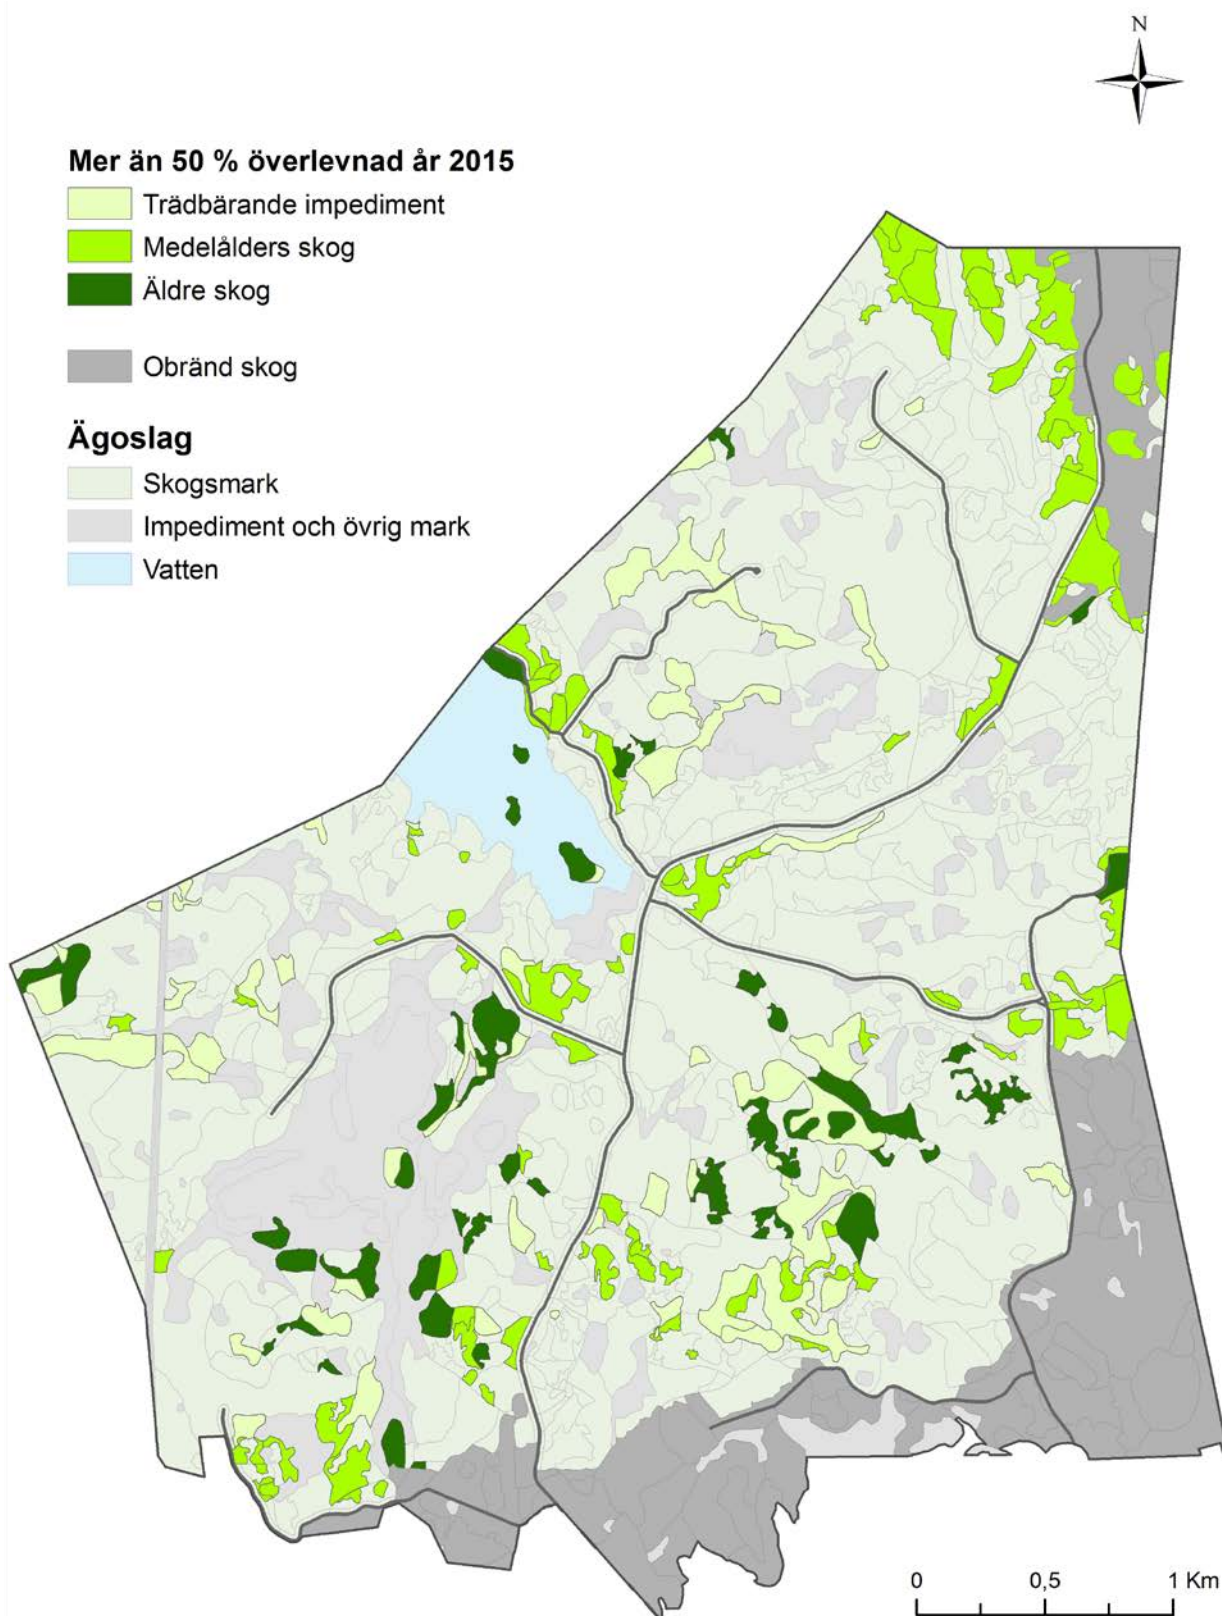 N
Mer än 50 % överlevnad år 2015
Trädbärande impediment
Medelålders skog
Äldre skog
Obränd skog
Ägoslag
Skogsmark
Impediment och övrig mark
Vatten
0 0,5 1 Km